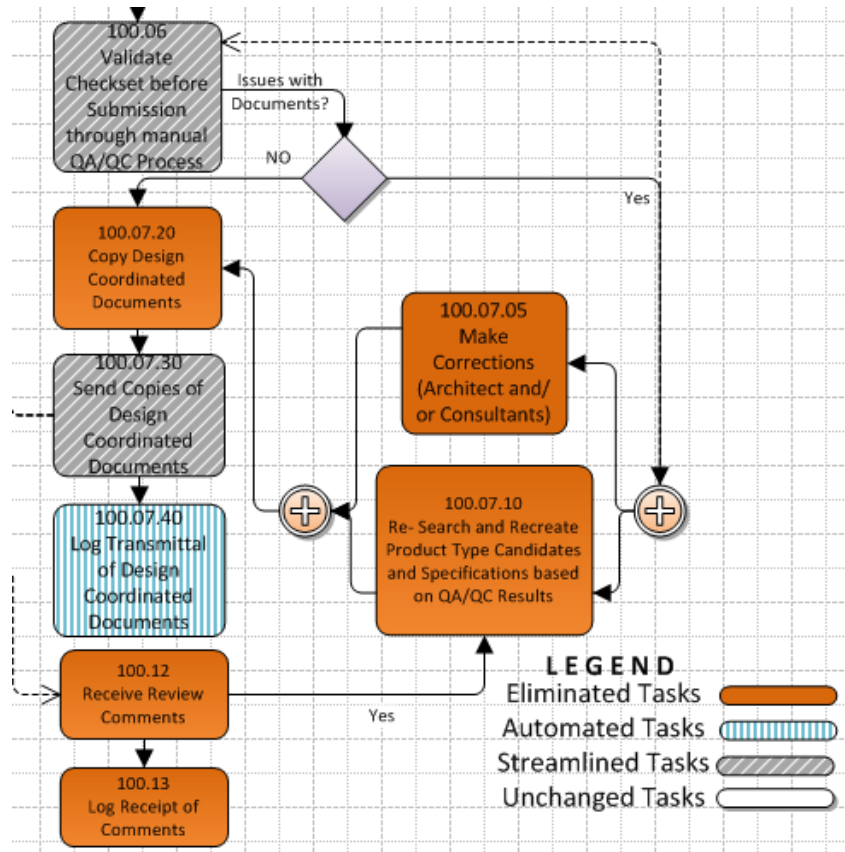 100.06
Validate
Checkset before
Submission
through manual
QA/QC Process
Issues with
Documents?
NO
Yes
100.07.20
Copy Design
Coordinated
Documents
100.07.05
Make
Corrections
(Architect and/
or Consultants)
100.07.30
Send Copies of
Design
Coordinated
Documents
100.07.10
Re- Search and Recreate
Product Type Candidates
and Specifications based
on QA/QC Results
100.07.40
Log Transmittal
of Design
Coordinated
Documents
100.12
Receive Review
Comments
Yes
100.13
Log Receipt of
Comments
LEGEND
Eliminated Tasks
Automated Tasks
Streamlined Tasks
Unchanged Tasks